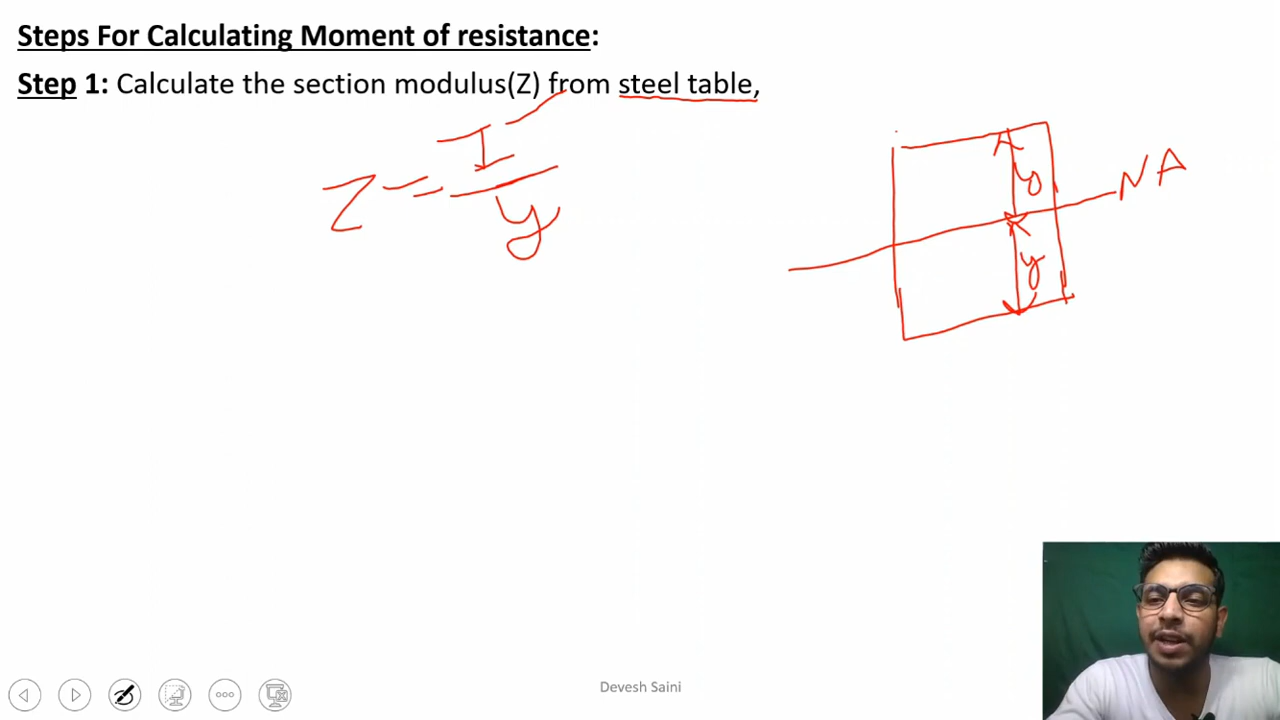 Steps For Calculating Moment of resistance:
Step 1: Calculate the section modulus(Z) from steel table,
Z = I / y
y
NA
y
Devesh Saini